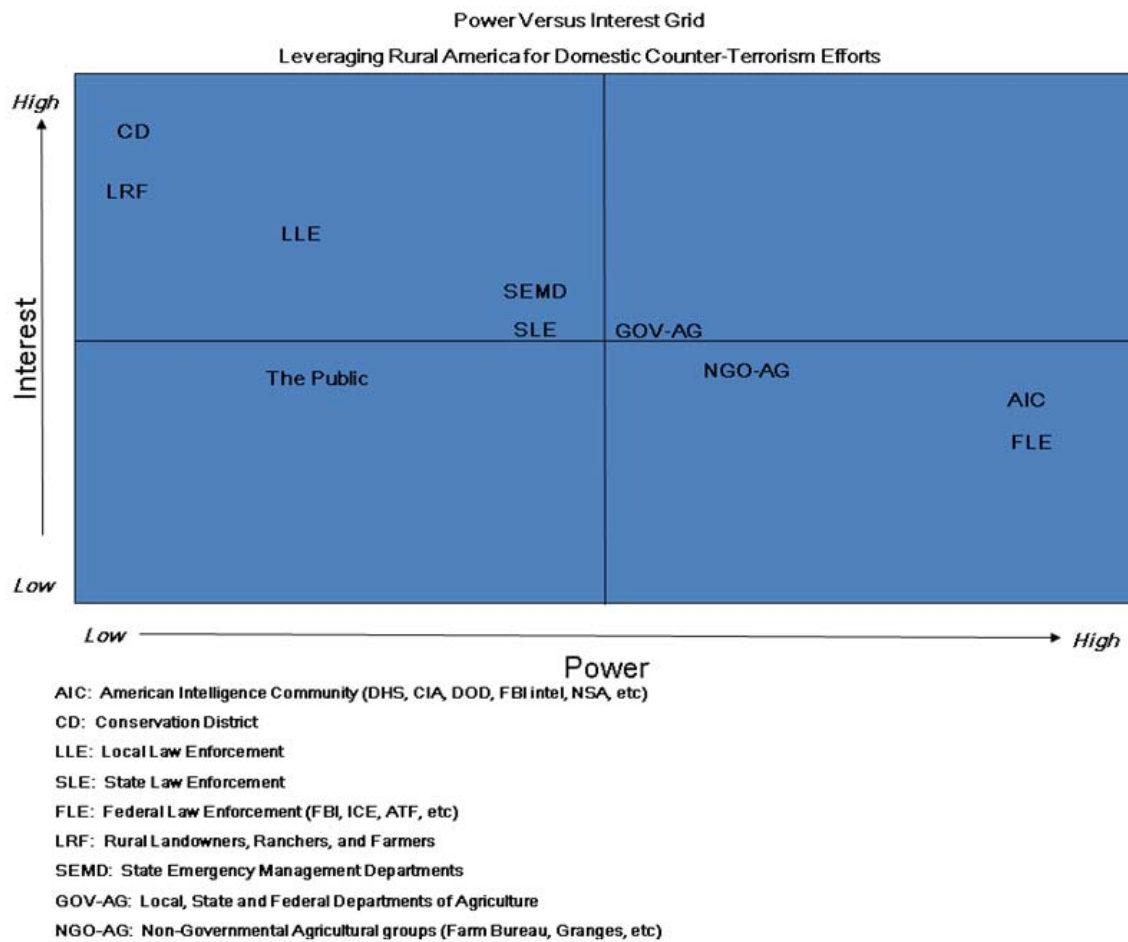 Power Versus Interest Grid
Leveraging Rural America for Domestic Counter-Terrorism Efforts
High
CD
LRF
LLE
SEMD
SLE
GOV-AG
Interest
The Public
NGO-AG
AIC
FLE
Low
Low
High
Power
AIC: American Intelligence Community (DHS, CIA, DOD, FBI intel, NSA, etc)
CD: Conservation District
LLE: Local Law Enforcement
SLE: State Law Enforcement
FLE: Federal Law Enforcement (FBI, ICE, ATF, etc)
LRF: Rural Landowners, Ranchers, and Farmers
SEMD: State Emergency Management Departments
GOV-AG: Local, State and Federal Departments of Agriculture
NGO-AG: Non-Governmental Agricultural groups (Farm Bureau, Granges, etc)